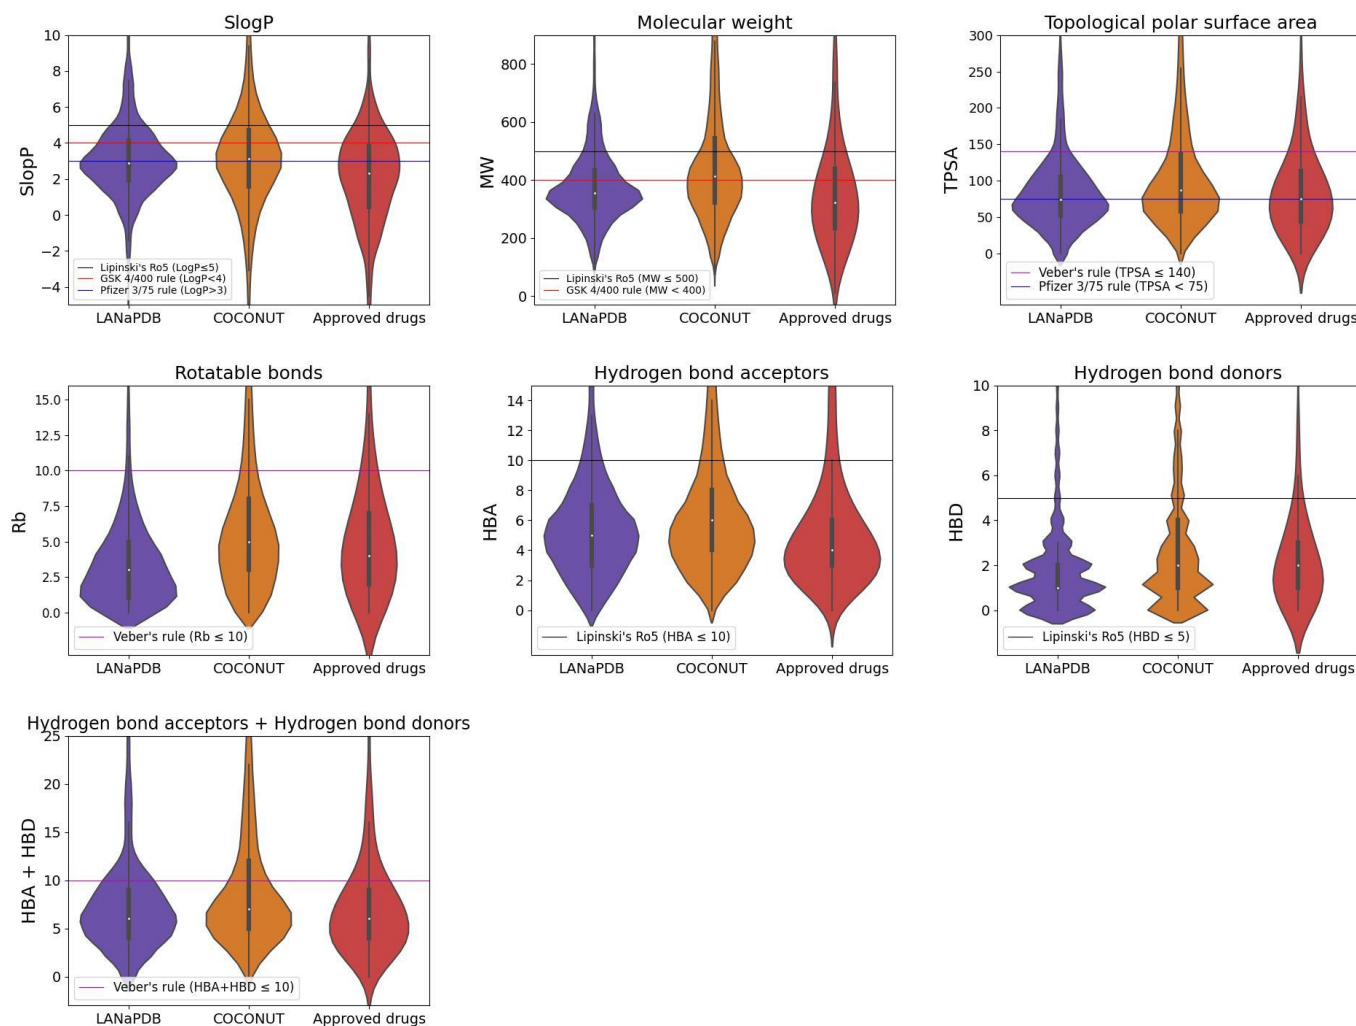 SlogP
SlopP
10
8
6
4
2
0
−2
−4
Lipinski's Ro5 (LogP≤5)
GSK 4/400 rule (LogP<4)
Pfizer 3/75 rule (LogP>3)
LANaPDB COCONUT Approved drugs
Molecular weight
MW
800
600
400
200
0
Lipinski's Ro5 (MW ≤ 500)
GSK 4/400 rule (MW < 400)
LANaPDB COCONUT Approved drugs
Topological polar surface area
TPSA
300
250
200
150
100
50
0
Veber's rule (TPSA ≤ 140)
Pfizer 3/75 rule (TPSA < 75)
LANaPDB COCONUT Approved drugs
Rotatable bonds
Rb
15.0
12.5
10.0
7.5
5.0
2.5
0.0
Veber's rule (Rb ≤ 10)
LANaPDB COCONUT Approved drugs
Hydrogen bond acceptors
HBA
14
12
10
8
6
4
2
0
Lipinski's Ro5 (HBA ≤ 10)
LANaPDB COCONUT Approved drugs
Hydrogen bond donors
HBD
10
8
6
4
2
0
Lipinski's Ro5 (HBD ≤ 5)
LANaPDB COCONUT Approved drugs
Hydrogen bond acceptors + Hydrogen bond donors
HBA + HBD
25
20
15
10
5
0
Veber's rule (HBA+HBD ≤ 10)
LANaPDB COCONUT Approved drugs